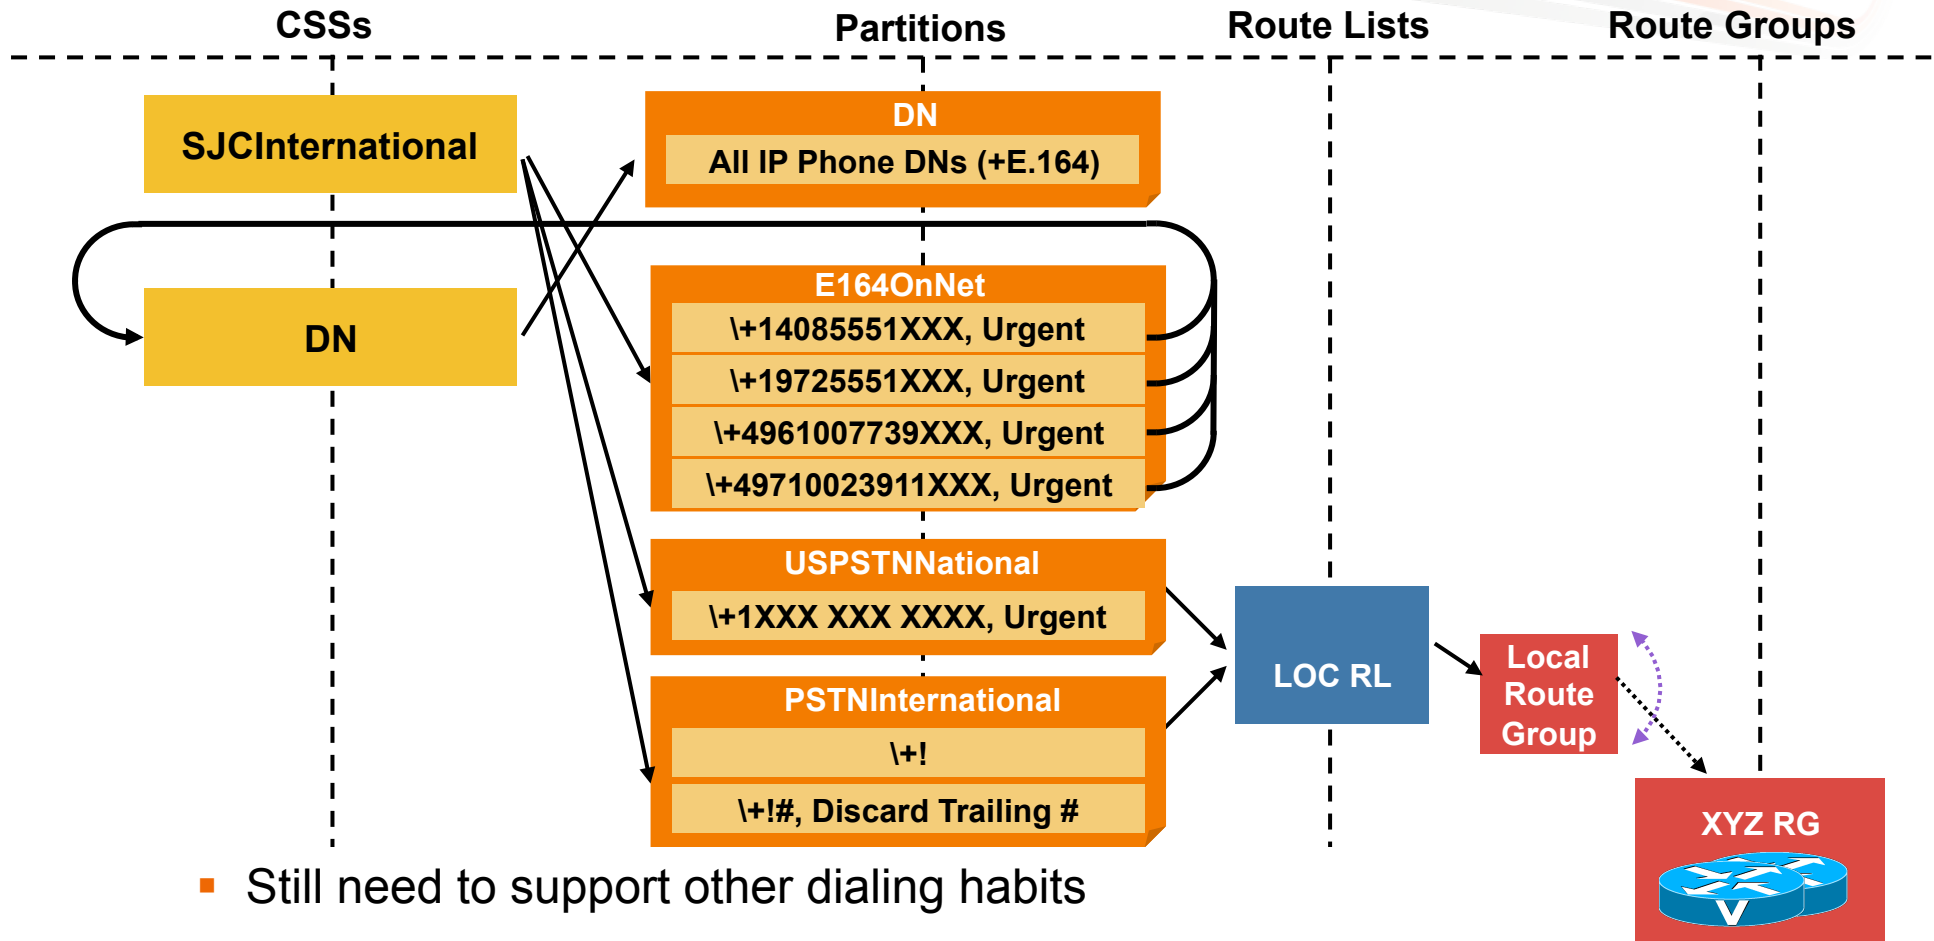 CSSs
Partitions
Route Lists
Route Groups
SJCInternational
DN
DN
All IP Phone DNs (+E.164)
E164OnNet
\+14085551XXX, Urgent
\+19725551XXX, Urgent
\+4961007739XXX, Urgent
\+49710023911XXX, Urgent
USPSTNNational
\+1XXX XXX XXXX, Urgent
PSTNInternational
\+!
\+!#, Discard Trailing #
LOC RL
Local
Route
Group
XYZ RG
V
Still need to support other dialing habits